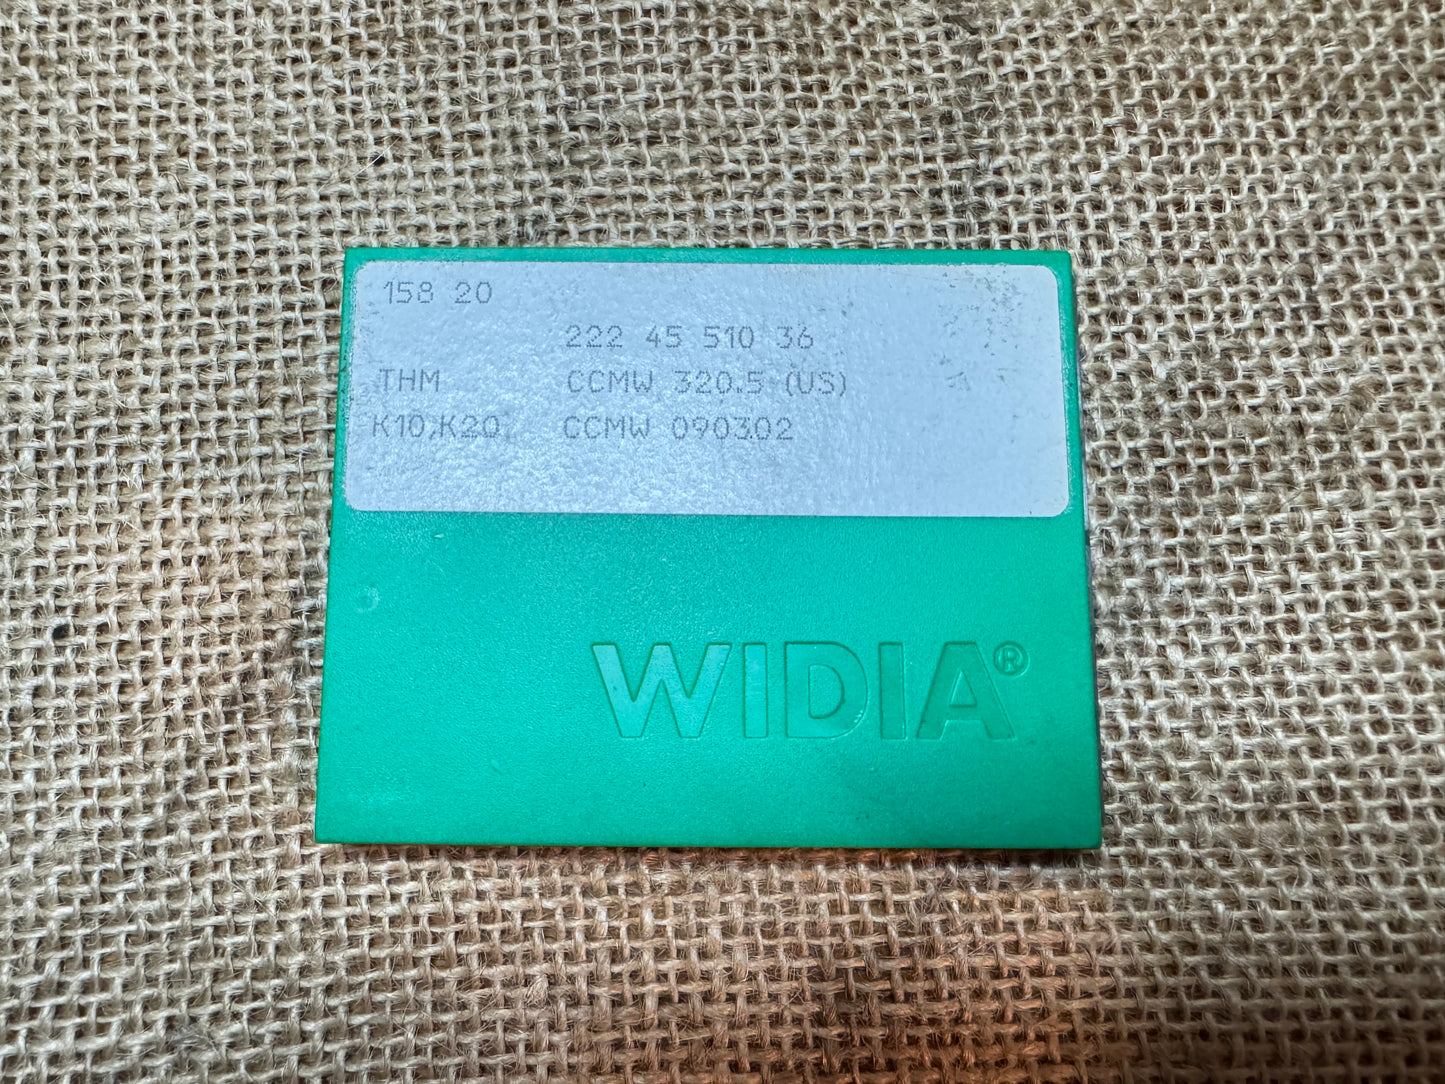 158 20
222 45 510 36
THM CCMW 320.5 (US)
K10,K20 CCMW 090302
WIDIA®